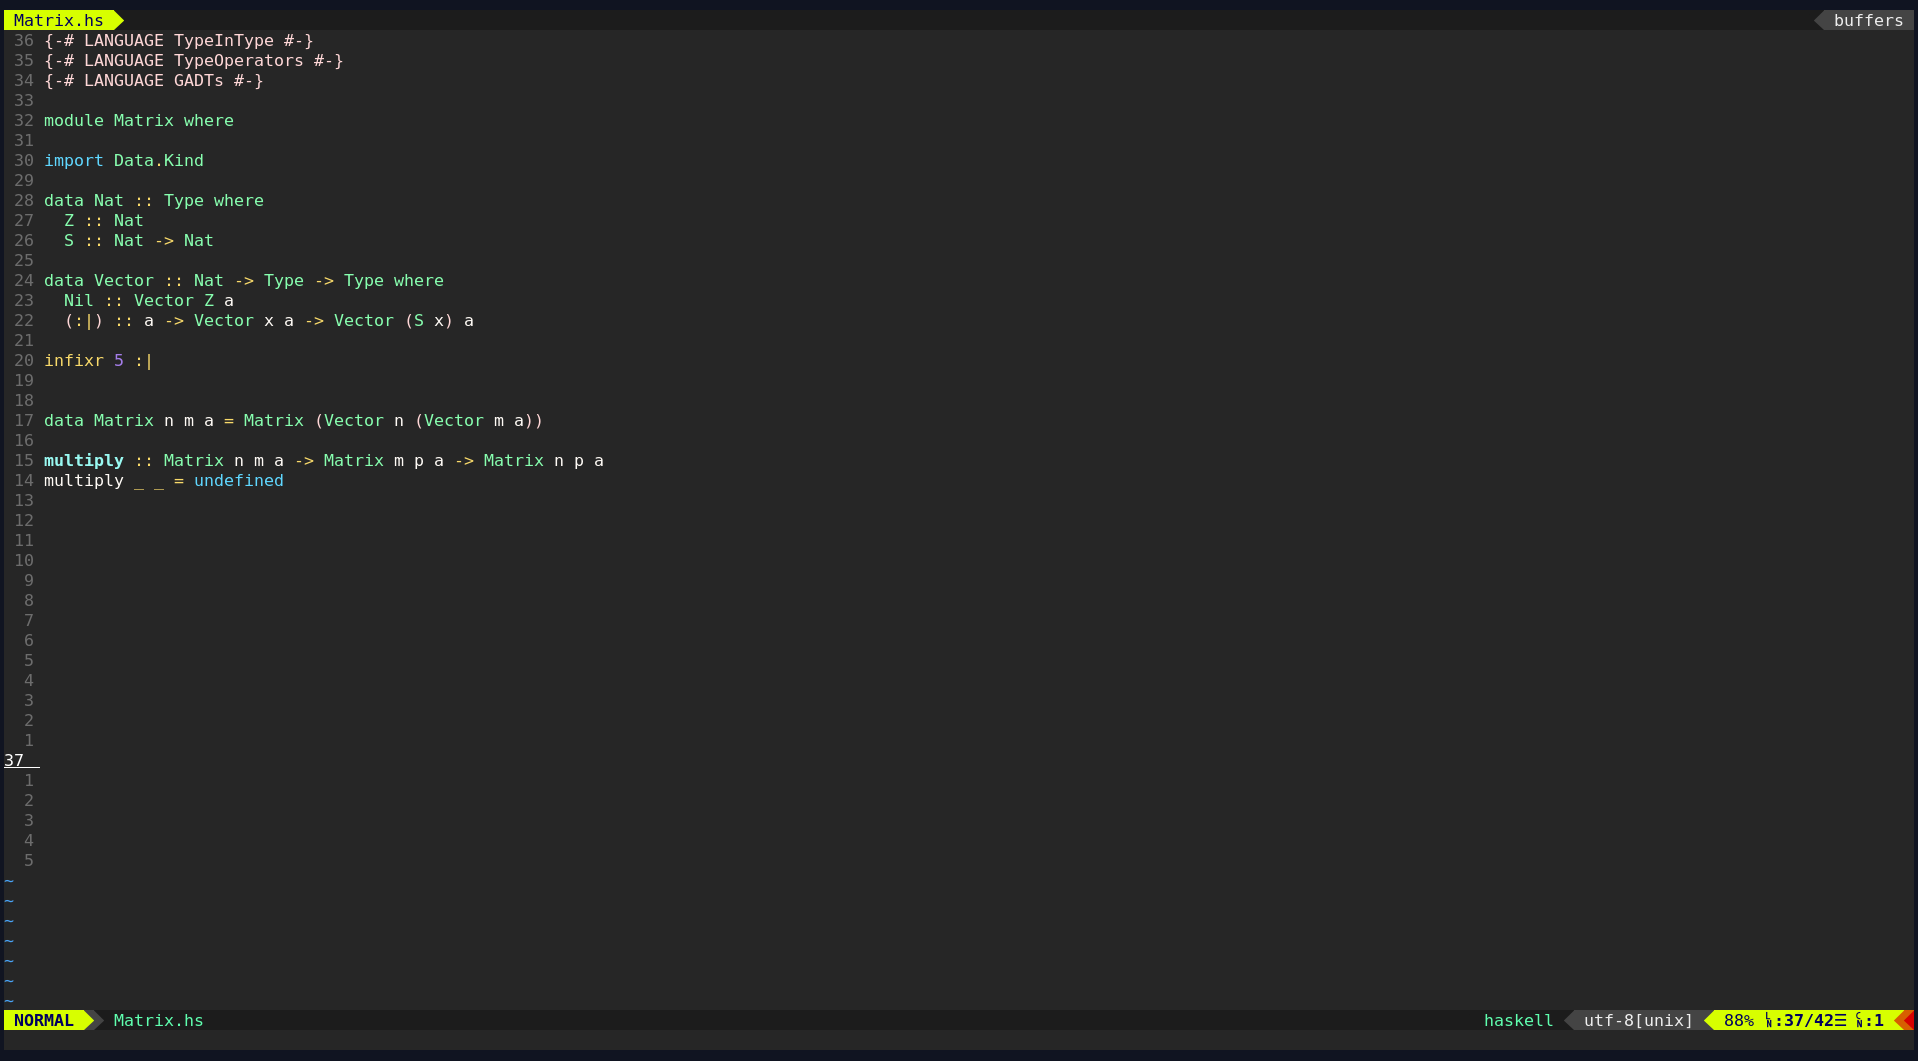 Matrix.hs buffers
36 {-# LANGUAGE TypeInType #-}
35 {-# LANGUAGE TypeOperators #-}
34 {-# LANGUAGE GADTs #-}
33
32 module Matrix where
31
30 import Data.Kind
29
28 data Nat :: Type where
27   Z :: Nat
26   S :: Nat -> Nat
25
24 data Vector :: Nat -> Type -> Type where
23   Nil :: Vector Z a
22   (:|) :: a -> Vector x a -> Vector (S x) a
21
20 infixr 5 :|
19
18
17 data Matrix n m a = Matrix (Vector n (Vector m a))
16
15 multiply :: Matrix n m a -> Matrix m p a -> Matrix n p a
14 multiply _ _ = undefined
13
12
11
10
9
8
7
6
5
4
3
2
1
37
1
2
3
4
5
~
~
~
~
~
~
~
NORMAL Matrix.hs haskell utf-8[unix] 88% ␤:37/42☰ ℅:1